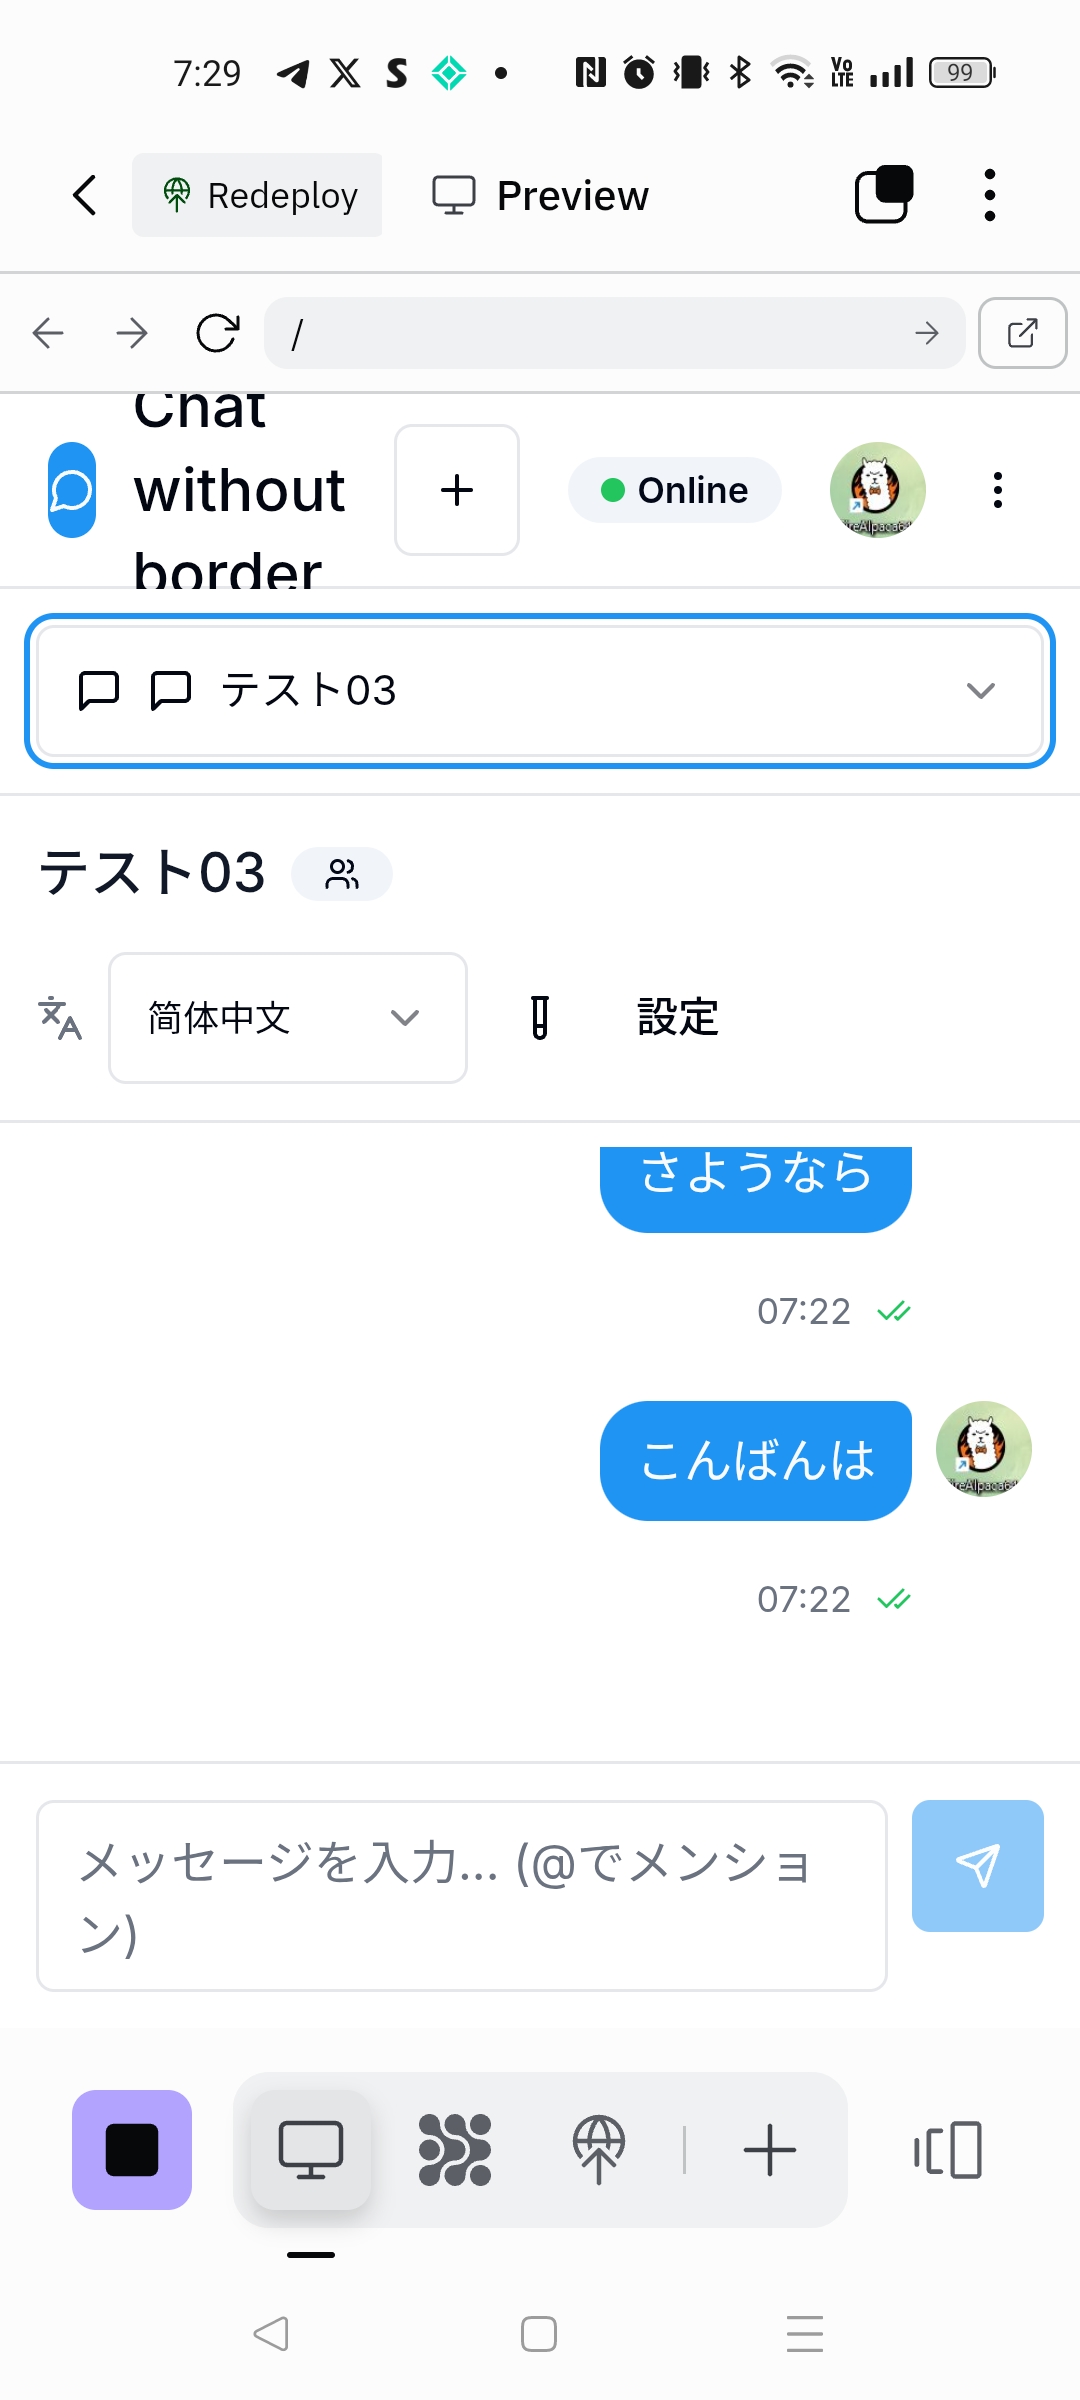 7:29
Vo
LTE
99
Redeploy
Preview
/
Chat
without
border
Online
テスト03
テスト03
简体中文
設定
さようなら
07:22
こんばんは
07:22
メッセージを入力... (@でメンショ
ン)